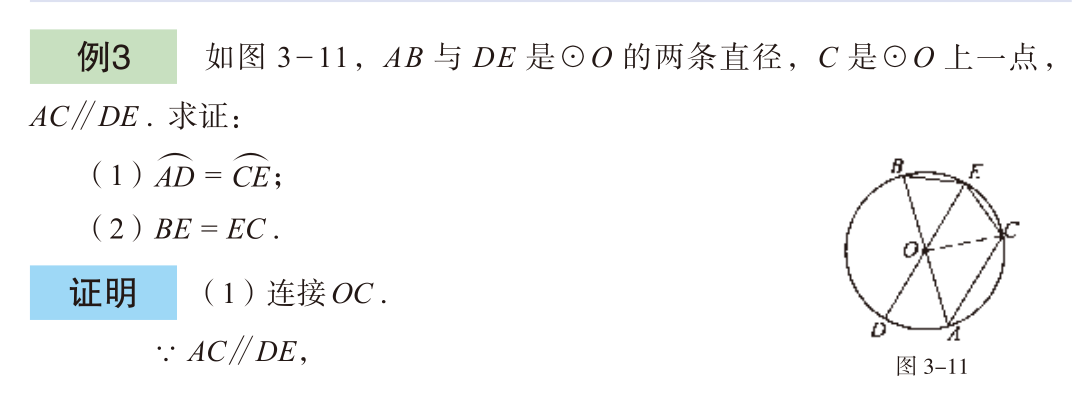 例3 如图 3-11，AB 与 DE 是⊙O 的两条直径，C 是⊙O 上一点，
AC∥DE．求证：
（1）$\overset{\frown}{AD}$ = $\overset{\frown}{CE}$；
（2）BE = EC．
证明 （1）连接OC．
∵ AC∥DE，
B
E
C
O
D
A
图 3-11